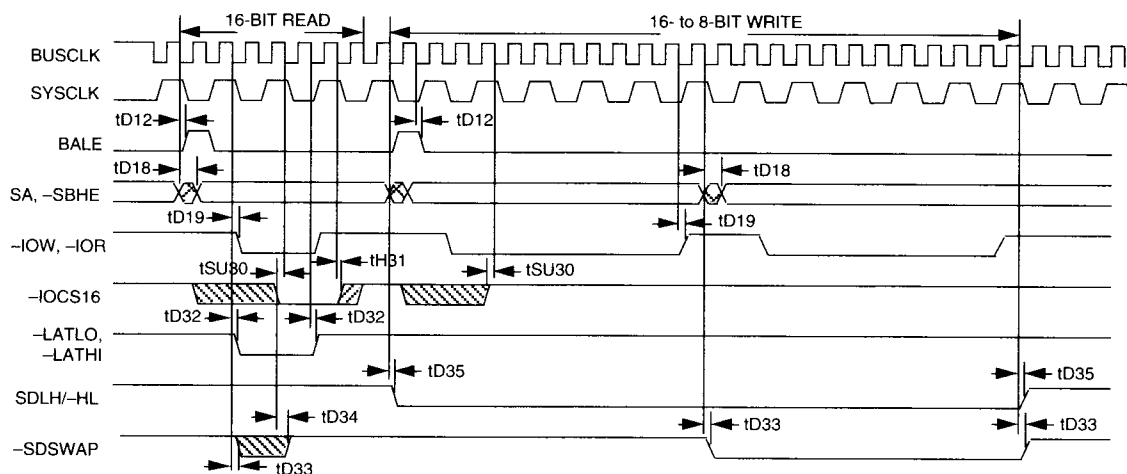 16-BIT READ
16- to 8-BIT WRITE
BUSCLK
SYSCLK
tD12
tD12
BALE
tD18
tD18
SA, –SBHE
tD19
tD19
–IOW, –IOR
tSU30
tH31
tSU30
–IOCS16
tD32
tD32
–LATLO,
–LATHI
tD35
tD35
SDLH/–HL
tD34
tD33
tD33
–SDSWAP
tD33